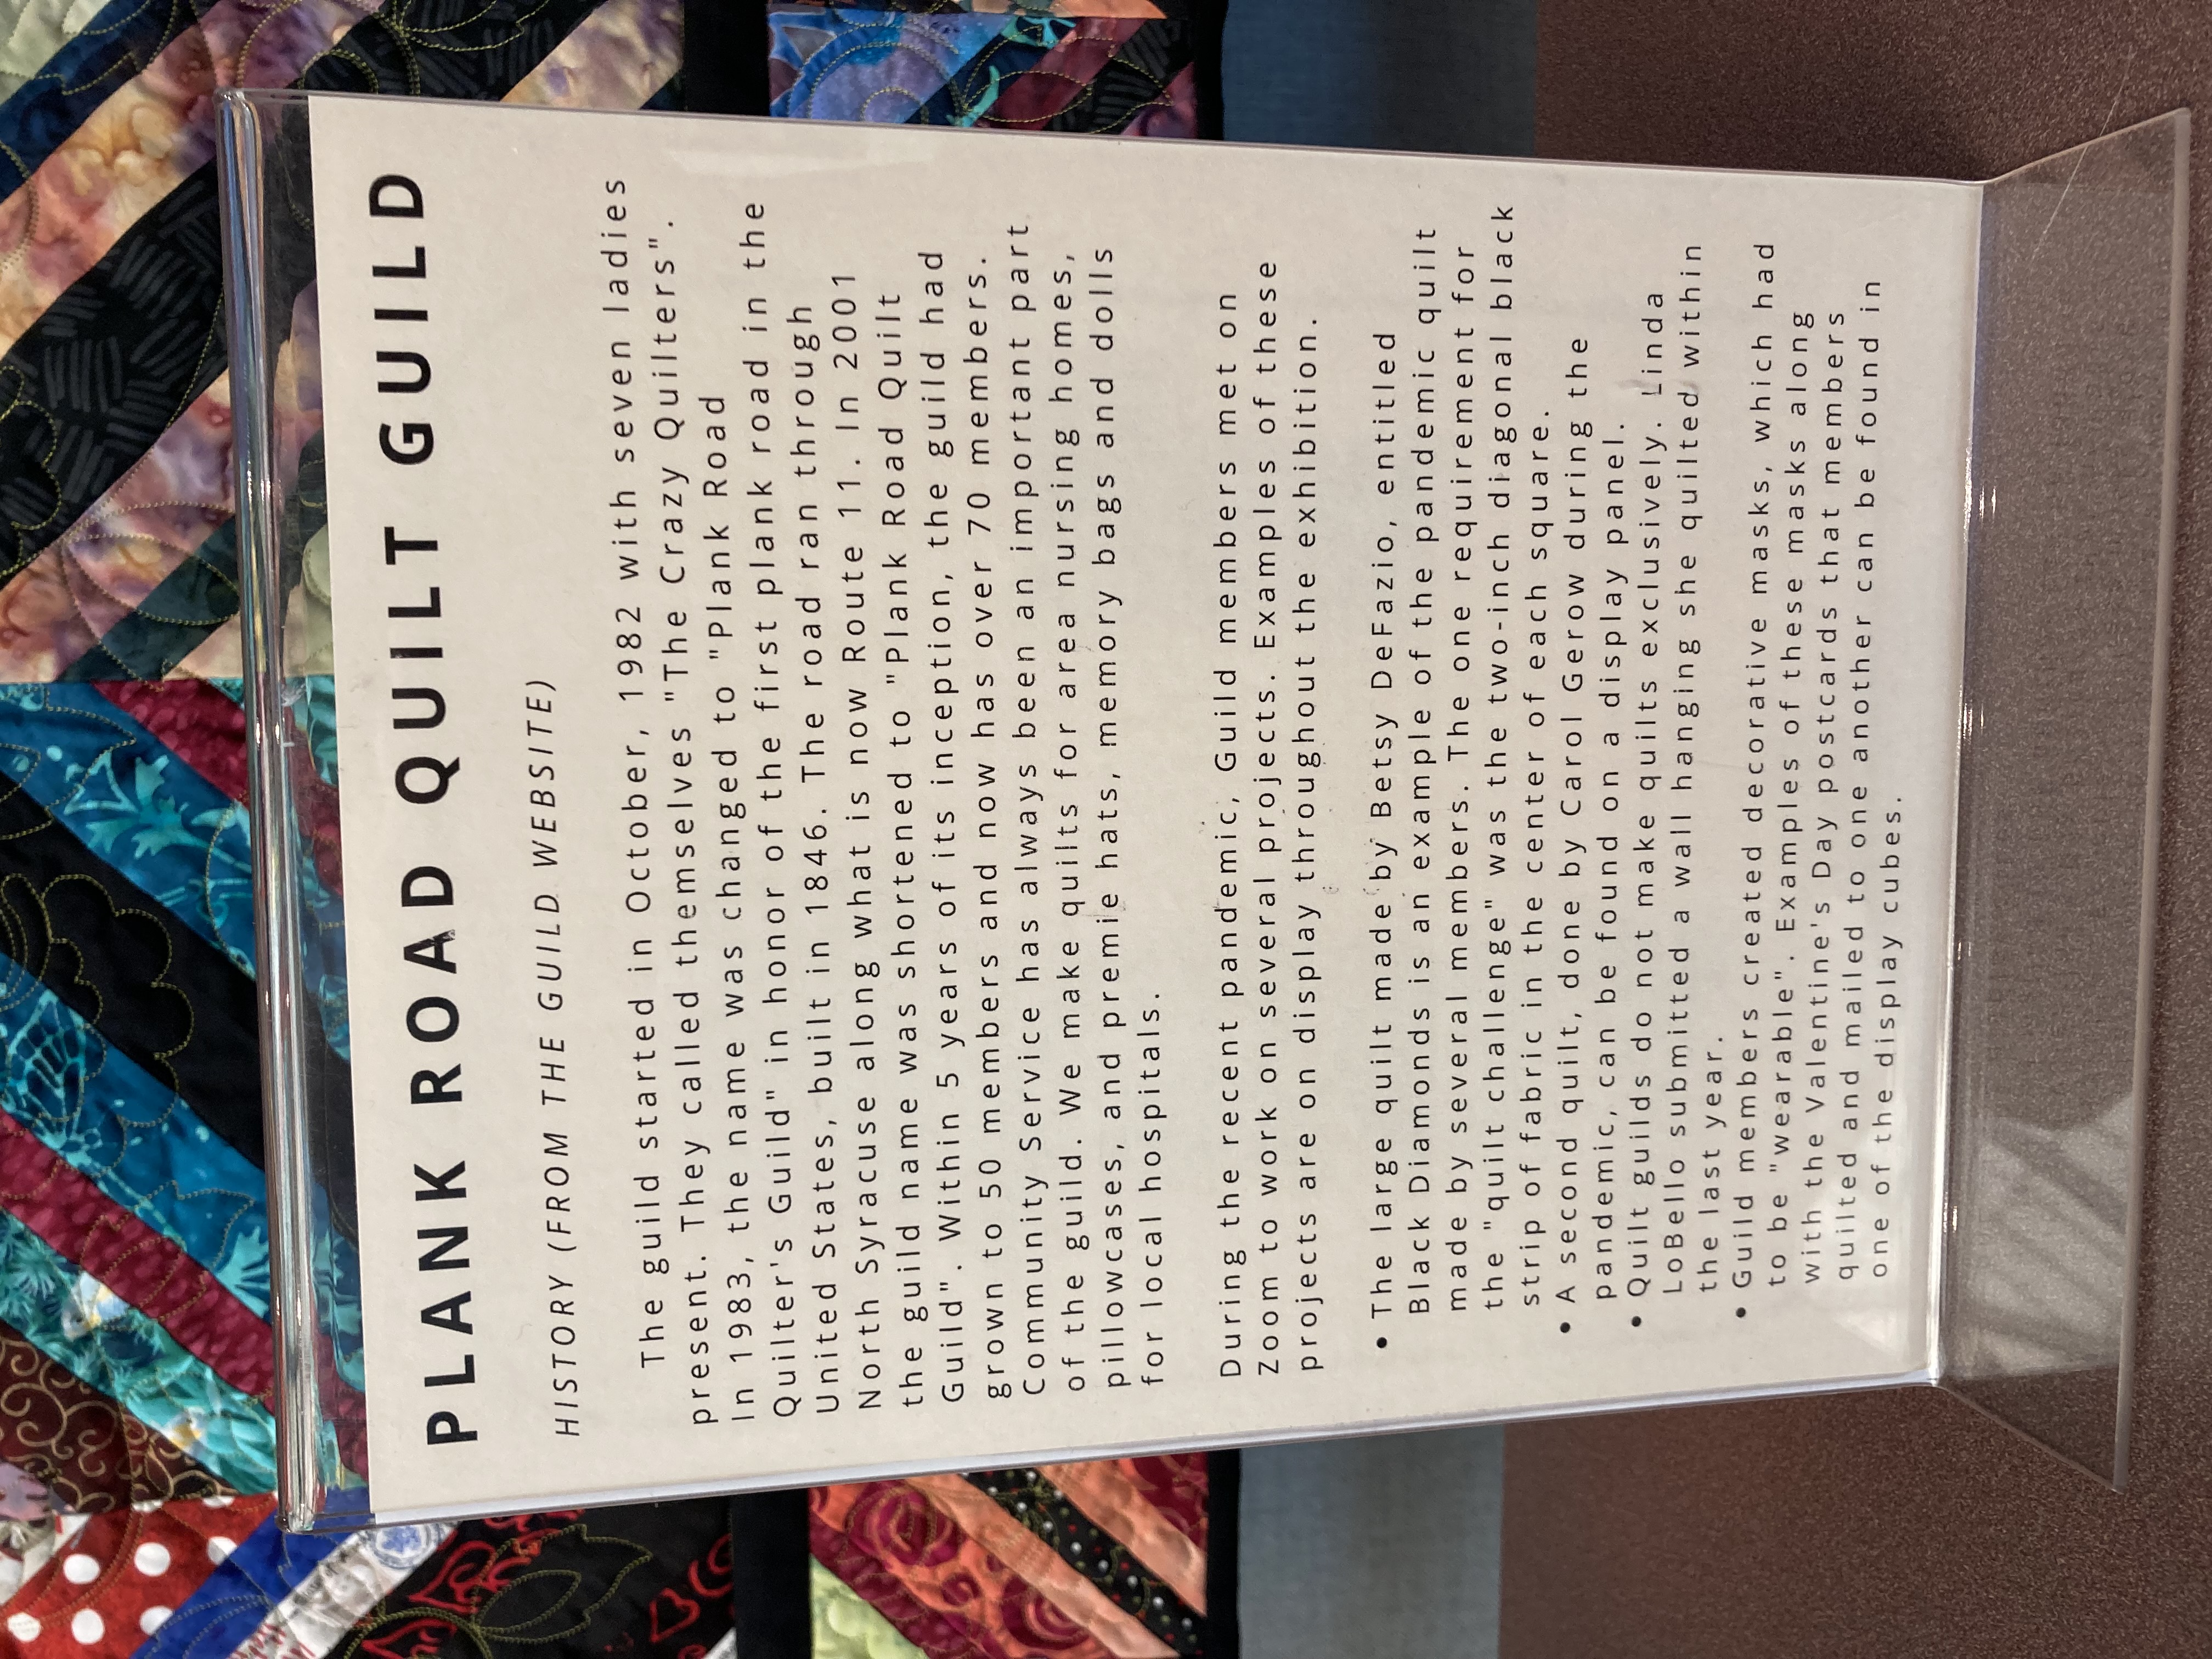 PLANK ROAD QUILT GUILD
HISTORY (FROM THE GUILD WEBSITE)
The guild started in October, 1982 with seven ladies
present. They called themselves "The Crazy Quilters".
In 1983, the name was changed to "Plank Road
Quilter's Guild" in honor of the first plank road in the
United States, built in 1846. The road ran through
North Syracuse along what is now Route 11. In 2001
the guild name was shortened to "Plank Road Quilt
Guild". Within 5 years of its inception, the guild had
grown to 50 members and now has over 70 members.
Community Service has always been an important part
of the guild. We make quilts for area nursing homes,
pillowcases, and premie hats, memory bags and dolls
for local hospitals.
During the recent pandemic, Guild members met on
Zoom to work on several projects. Examples of these
projects are on display throughout the exhibition.
• The large quilt made by Betsy DeFazio, entitled
Black Diamonds is an example of the pandemic quilt
made by several members. The one requirement for
the "quilt challenge" was the two-inch diagonal black
strip of fabric in the center of each square.
• A second quilt, done by Carol Gerow during the
pandemic, can be found on a display panel.
• Quilt guilds do not make quilts exclusively. Linda
LoBello submitted a wall hanging she quilted within
the last year.
• Guild members created decorative masks, which had
to be "wearable". Examples of these masks along
with the Valentine's Day postcards that members
quilted and mailed to one another can be found in
one of the display cubes.